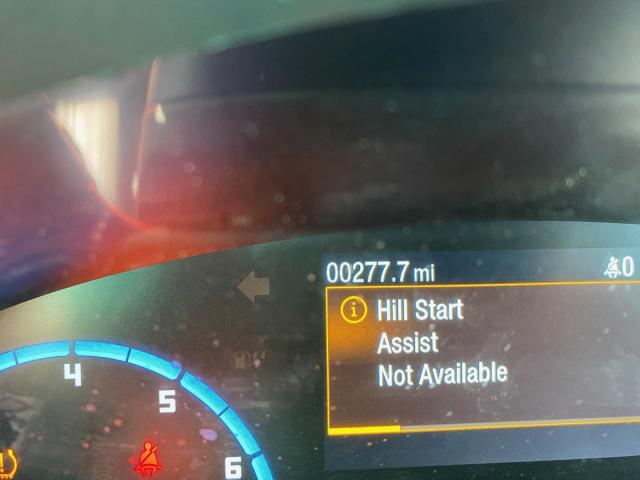 00277.7 mi
0
Hill Start
Assist
Not Available
4
5
6